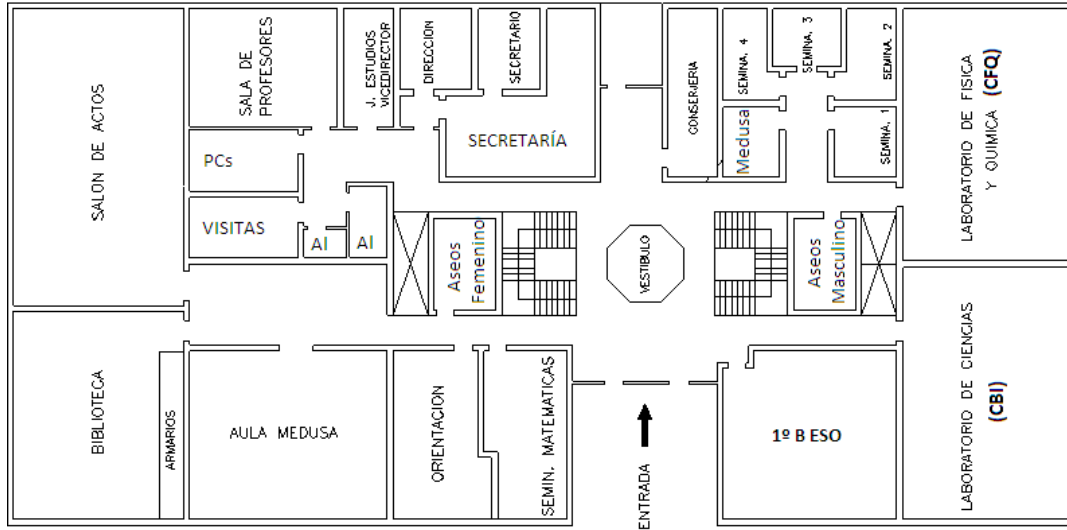 SALON DE ACTOS
SALA DE
PROFESORES
J. ESTUDIOS
VICEDIRECTOR
DIRECCION
SECRETARIO
SECRETARÍA
CONSERJERIA
SEMINA. 4
SEMINA. 3
SEMINA. 2
SEMINA. 1
Medusa
LABORATORIO DE FISICA
Y QUIMICA (CFQ)
PCs
VISITAS
AI
AI
Aseos
Femenino
VESTIBULO
Aseos
Masculino
BIBLIOTECA
ARMARIOS
AULA MEDUSA
ORIENTACION
SEMIN. MATEMATICAS
ENTRADA
1º B ESO
LABORATORIO DE CIENCIAS
(CBI)